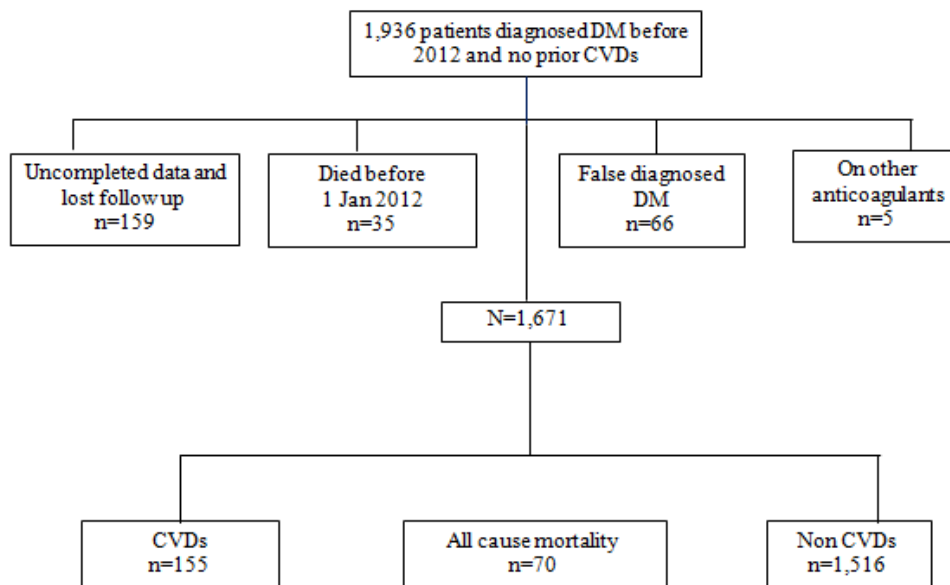 1,936 patients diagnosed DM before
2012 and no prior CVDs
Uncompleted data and
lost follow up
n=159
Died before
1 Jan 2012
n=35
False diagnosed
DM
n=66
On other
anticoagulants
n=5
N=1,671
CVDs
n=155
All cause mortality
n=70
Non CVDs
n=1,516